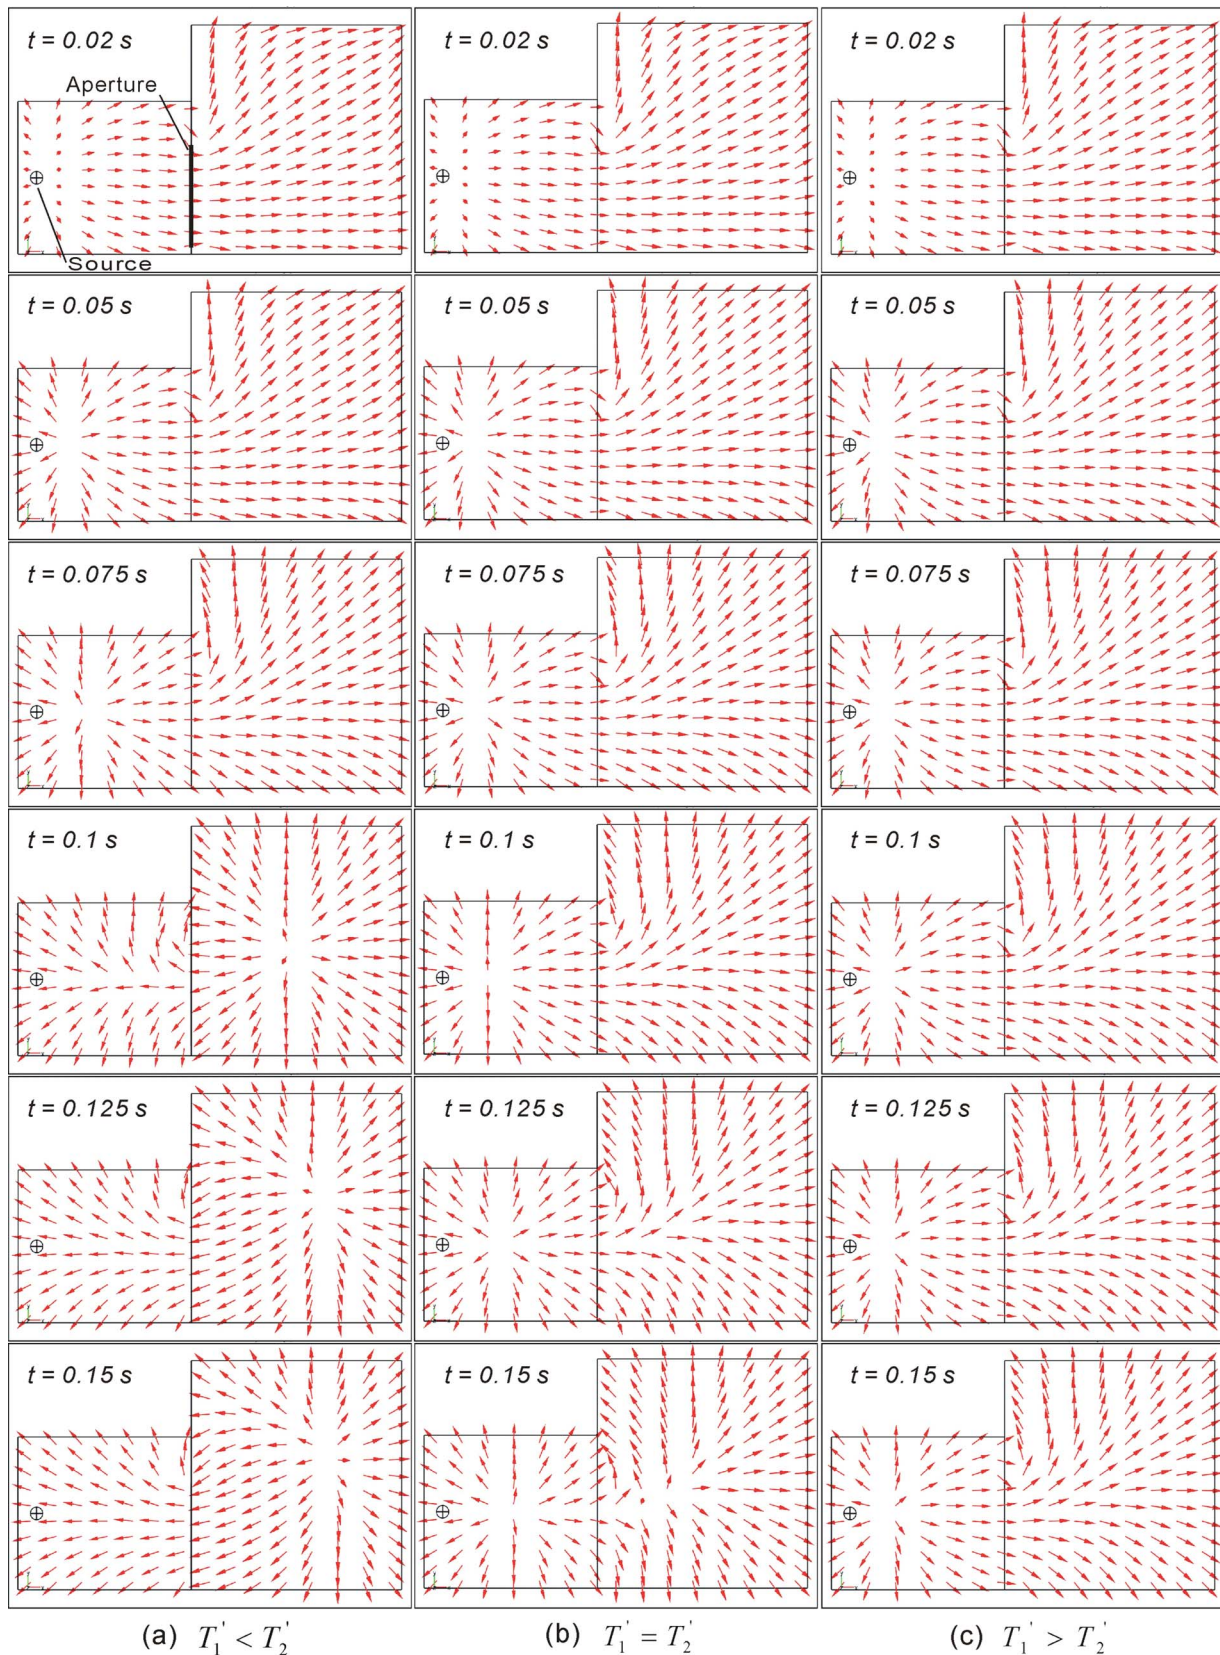 t = 0.02 s
t = 0.02 s
t = 0.02 s
Aperture
Source
t = 0.05 s
t = 0.05 s
t = 0.05 s
t = 0.075 s
t = 0.075 s
t = 0.075 s
t = 0.1 s
t = 0.1 s
t = 0.1 s
t = 0.125 s
t = 0.125 s
t = 0.125 s
t = 0.15 s
t = 0.15 s
t = 0.15 s
(a) T₁' < T₂'
(b) T₁' = T₂'
(c) T₁' > T₂'